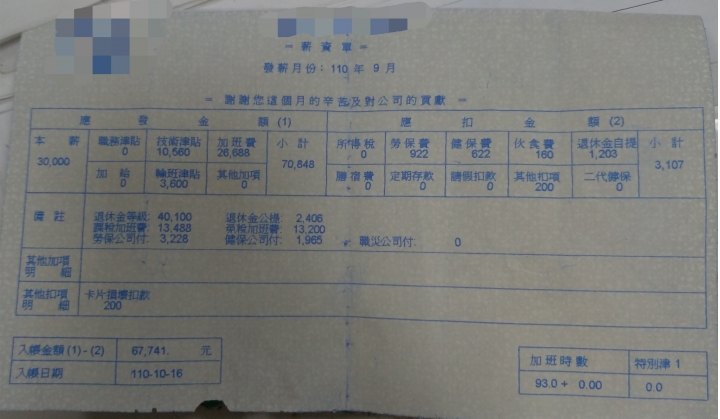 = 薪資單 =
發薪月份: 110 年 9 月
= 謝謝您這個月的辛苦及對公司的貢獻 =
應 發 金 額 (1) 應 扣 金 額 (2)
本 薪 職務津貼 技術津貼 加班費 小 計 所得稅 勞保費 健保費 伙食費 退休金自提 小 計
30,000 0 10,560 26,688 70,848 0 922 622 160 1,203 3,107
加 給 輪班津貼 其他加項 膳宿費 定期存款 請假扣款 其他扣項 二代健保
0 3,600 0 0 0 0 200 0
備 註 退休金等級: 40,100 退休金公提: 2,406
課稅加班費: 13,488 免稅加班費: 13,200
勞保公司付: 3,228 健保公司付: 1,965 職災公司付: 0
其他加項
明 細
其他扣項 卡片損壞扣款
明 細 200
入帳金額 (1) - (2) 67,741. 元
入帳日期 110-10-16
加班時數 特別津 1
93.0 + 0.00 0.0